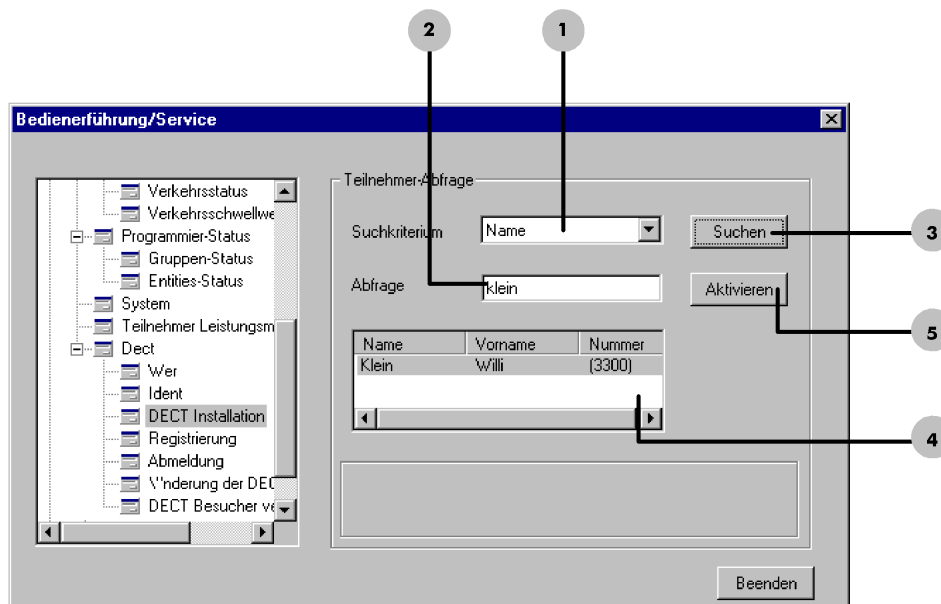 2
1
Bedienerführung/Service
Verkehrsstatus
Verkehrsschwellwe
Programmier-Status
Gruppen-Status
Entities-Status
System
Teilnehmer Leistungsm
Dect
Wer
Ident
DECT Installation
Registrierung
Abmeldung
\"nderung der DEC
DECT Besucher ve
Teilnehmer-Abfrage
Suchkriterium
Name
Suchen
3
Abfrage
klein
Aktivieren
5
Name Vorname Nummer
Klein Willi (3300)
4
Beenden